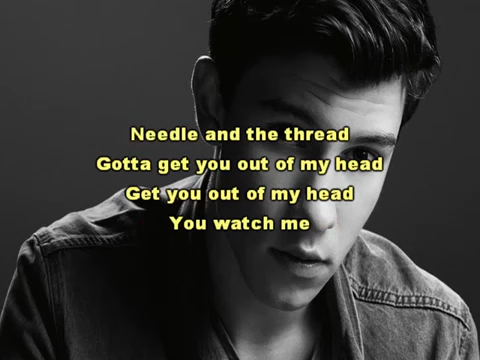 Needle and the thread
Gotta get you out of my head
Get you out of my head
You watch me